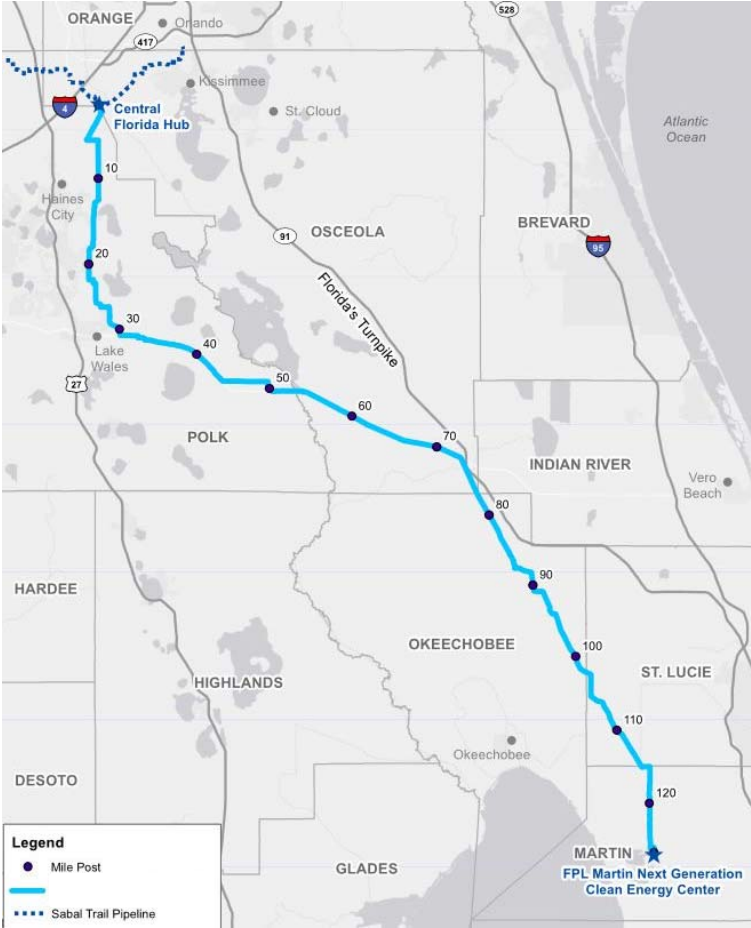 ORANGE
528
Orlando
417
Kissimmee
4
Central
Florida Hub
St. Cloud
Atlantic
Ocean
10
Haines
City
BREVARD
OSCEOLA
91
95
20
Florida's Turnpike
30
40
Lake
Wales
50
27
60
POLK
70
INDIAN RIVER
Vero
Beach
80
90
HARDEE
OKEECHOBEE
100
ST. LUCIE
HIGHLANDS
110
Okeechobee
DESOTO
120
Legend
Mile Post
Sabal Trail Pipeline
GLADES
MARTIN
FPL Martin Next Generation
Clean Energy Center